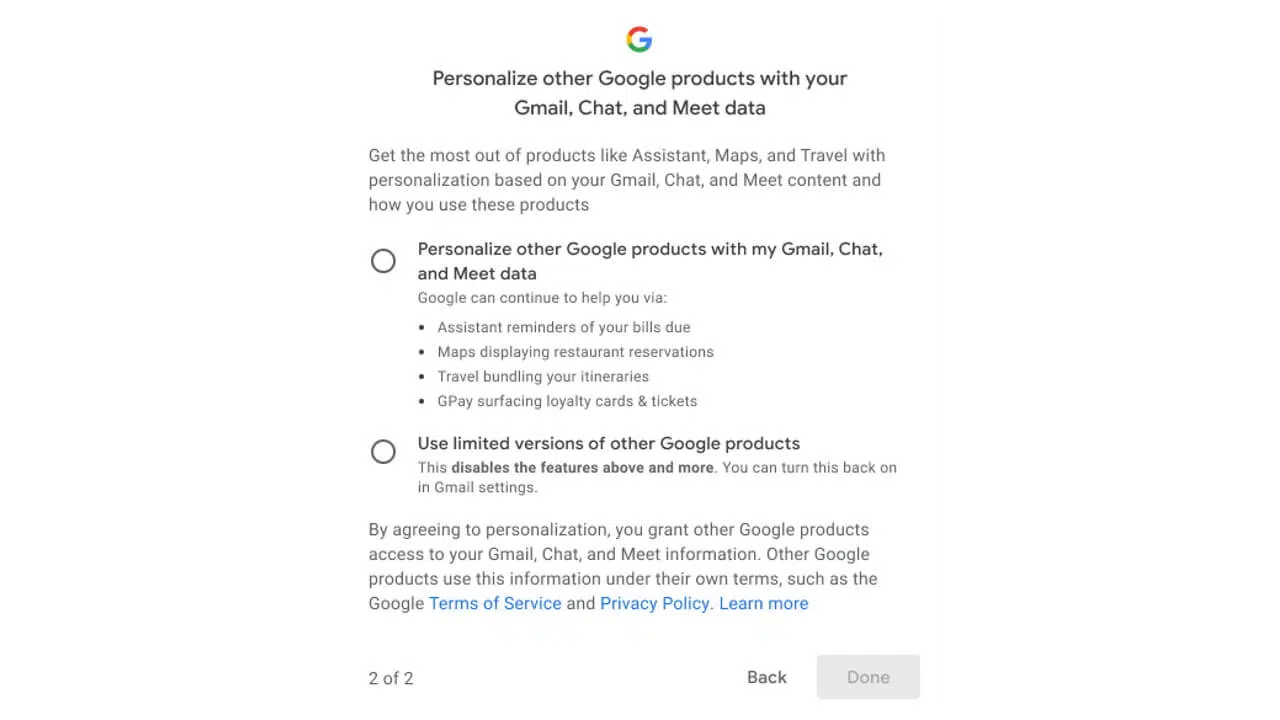 Personalize other Google products with your
Gmail, Chat, and Meet data
Get the most out of products like Assistant, Maps, and Travel with
personalization based on your Gmail, Chat, and Meet content and
how you use these products
Personalize other Google products with my Gmail, Chat,
and Meet data
Google can continue to help you via:
• Assistant reminders of your bills due
• Maps displaying restaurant reservations
• Travel bundling your itineraries
• GPay surfacing loyalty cards & tickets
Use limited versions of other Google products
This disables the features above and more. You can turn this back on
in Gmail settings.
By agreeing to personalization, you grant other Google products
access to your Gmail, Chat, and Meet information. Other Google
products use this information under their own terms, such as the
Google Terms of Service and Privacy Policy. Learn more
2 of 2 Back Done